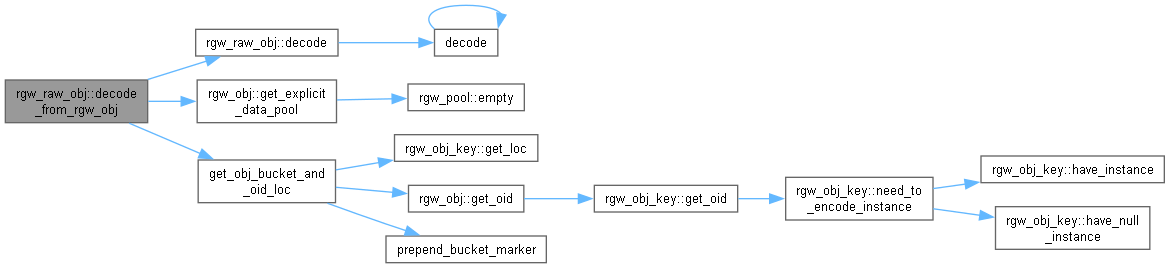 rgw_raw_obj::decode
decode
rgw_raw_obj::decode
_from_rgw_obj
rgw_obj::get_explicit
_data_pool
rgw_pool::empty
get_obj_bucket_and
_oid_loc
rgw_obj_key::get_loc
rgw_obj::get_oid
rgw_obj_key::get_oid
rgw_obj_key::need_to
_encode_instance
rgw_obj_key::have_instance
rgw_obj_key::have_null
_instance
prepend_bucket_marker